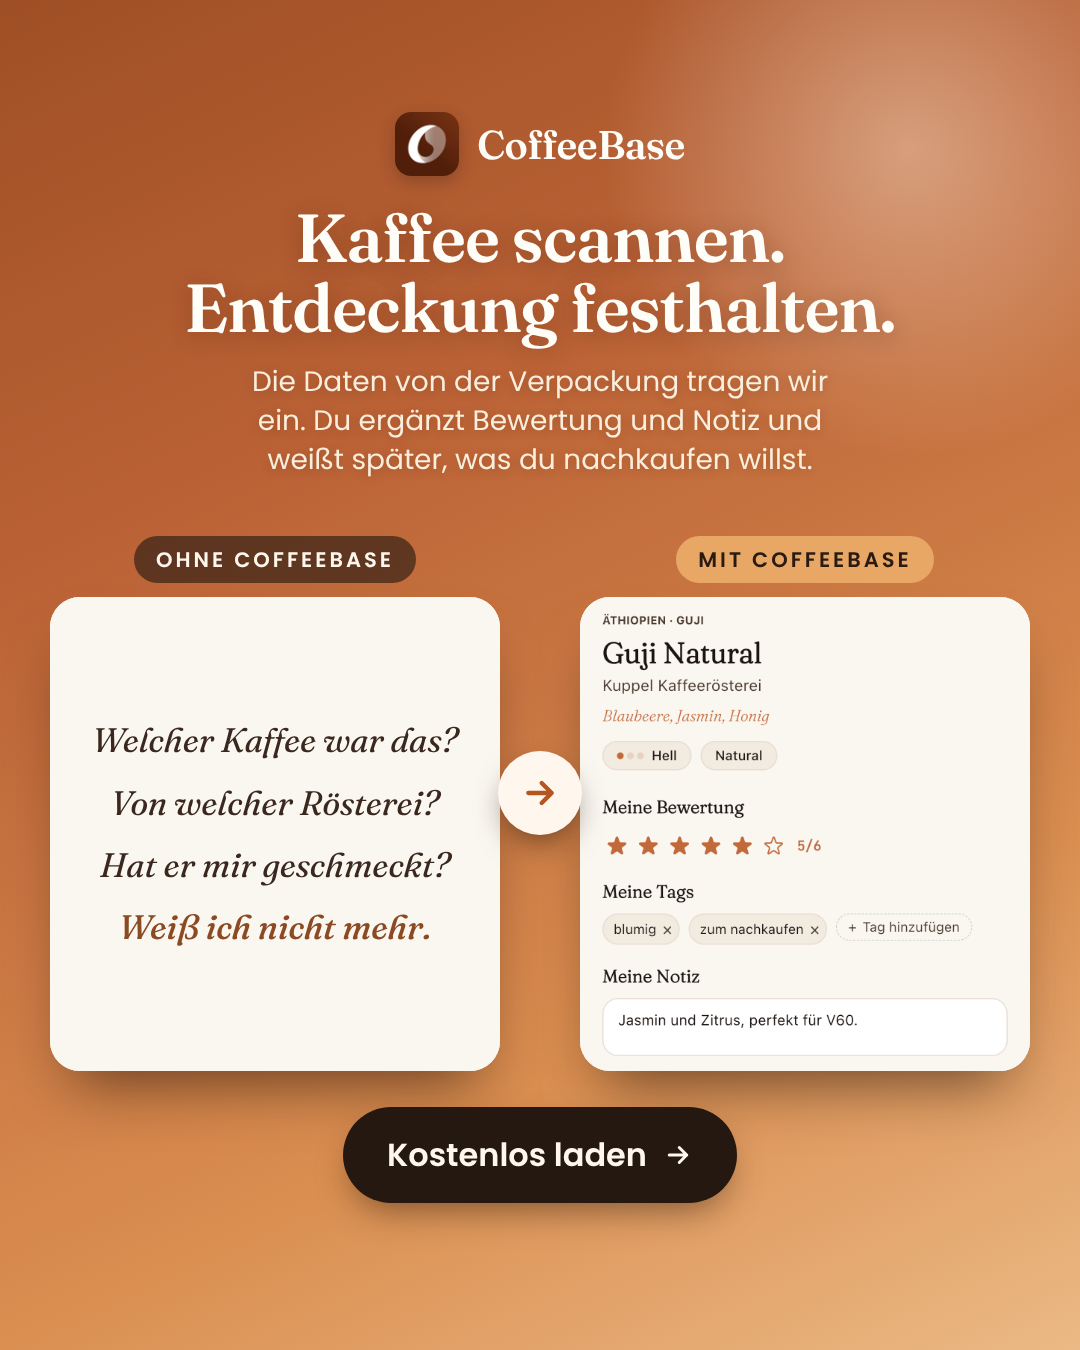 CoffeeBase
Kaffee scannen.
Entdeckung festhalten.
Die Daten von der Verpackung tragen wir
ein. Du ergänzt Bewertung und Notiz und
weißt später, was du nachkaufen willst.
OHNE COFFEEBASE
Welcher Kaffee war das?
Von welcher Rösterei?
Hat er mir geschmeckt?
Weiß ich nicht mehr.
MIT COFFEEBASE
ÄTHIOPIEN · GUJI
Guji Natural
Kuppel Kaffeerösterei
Blaubeere, Jasmin, Honig
Hell Natural
Meine Bewertung
5/6
Meine Tags
blumig × zum nachkaufen × + Tag hinzufügen
Meine Notiz
Jasmin und Zitrus, perfekt für V60.
Kostenlos laden →